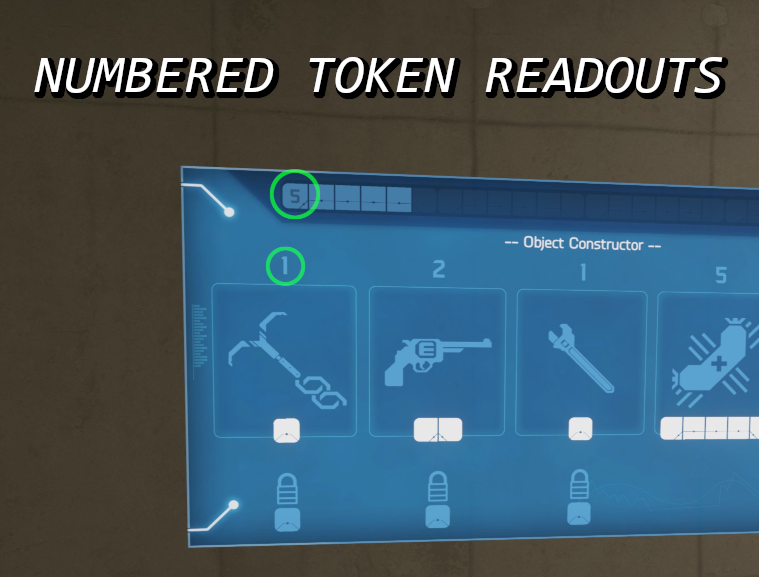 NUMBERED TOKEN READOUTS
5
-- Object Constructor --
1 2 1 5
E